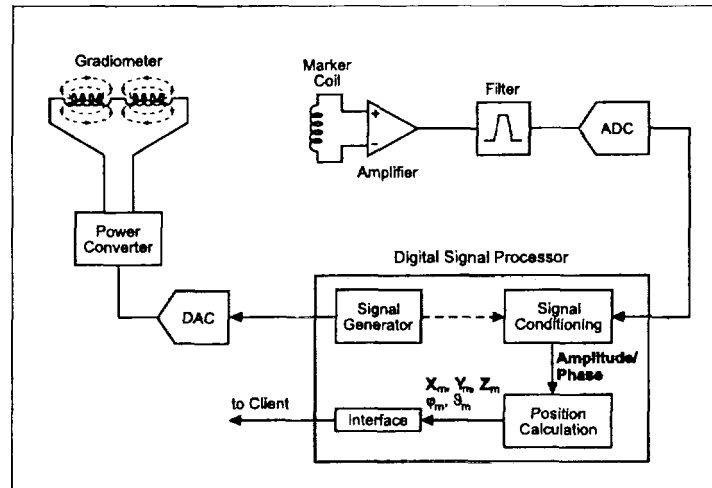 Gradiometer
Marker
Coil
+
−
Amplifier
Filter
ADC
Power
Converter
DAC
Digital Signal Processor
Signal
Generator
Signal
Conditioning
Amplitude/
Phase
Xm, Ym, Zm
φm, ϑm
to Client
Interface
Position
Calculation